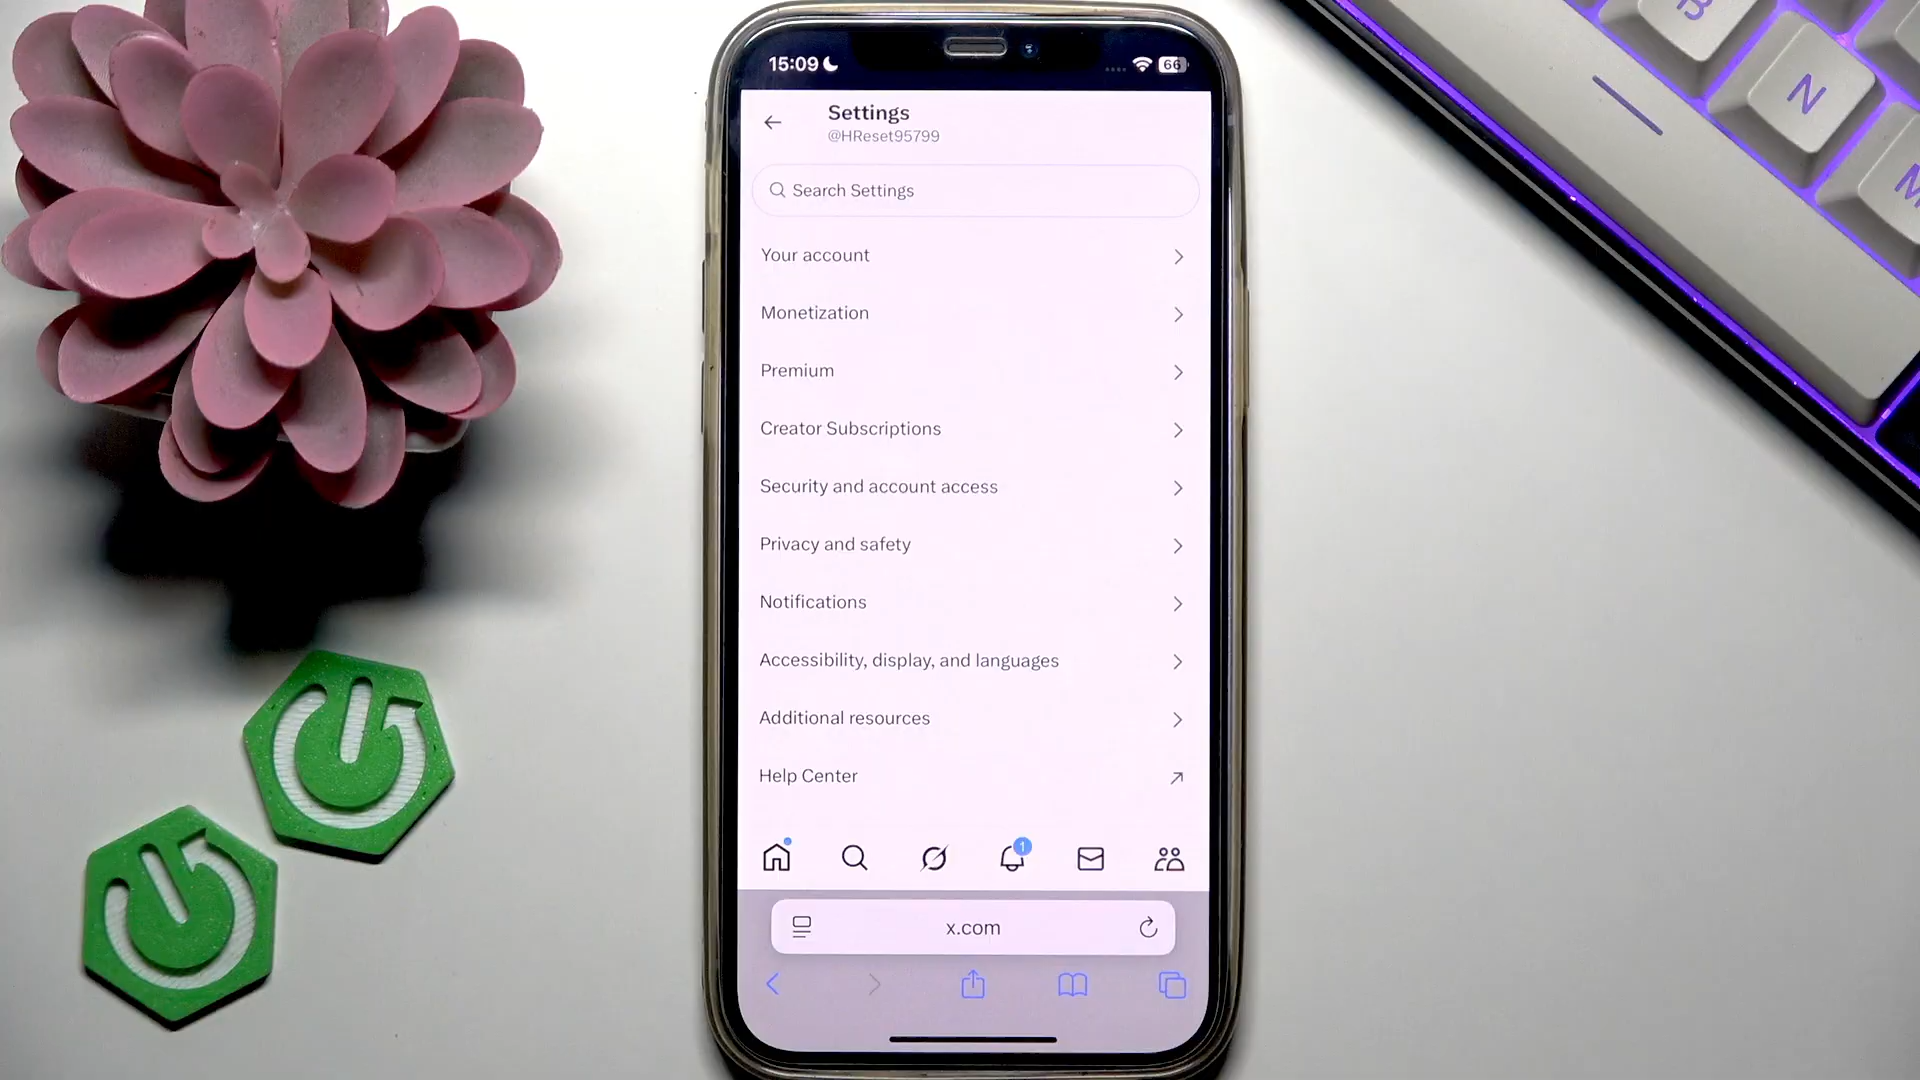 15:09
66
Settings
@HReset95799
Search Settings
Your account
Monetization
Premium
Creator Subscriptions
Security and account access
Privacy and safety
Notifications
Accessibility, display, and languages
Additional resources
Help Center
1
x.com
B
N
M